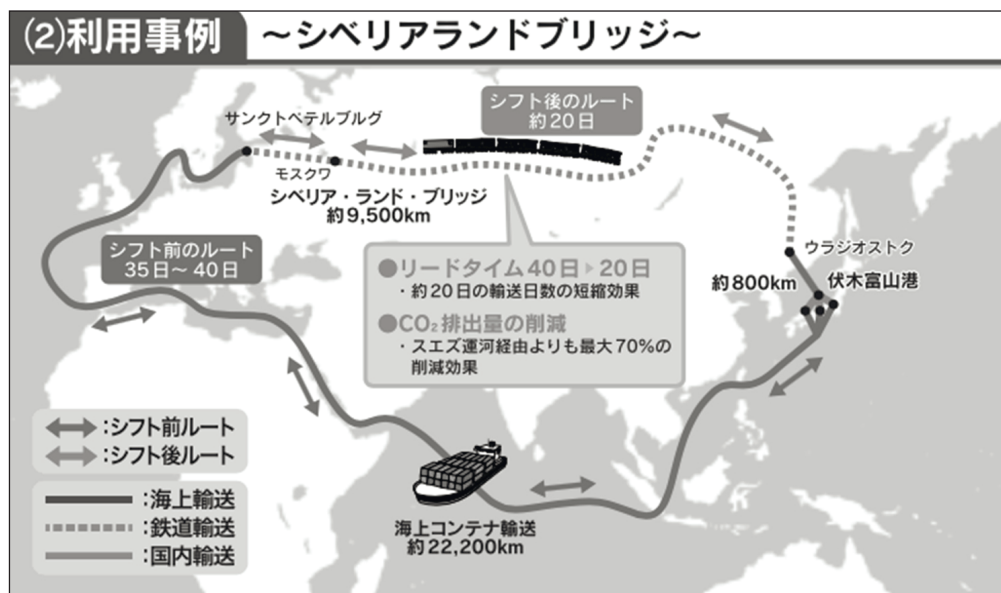 (2)利用事例 ～シベリアランドブリッジ～
サンクトペテルブルグ
シフト後のルート
約20日
モスクワ
シベリア・ランド・ブリッジ
約9,500km
シフト前のルート
35日～40日
ウラジオストク
約800km
伏木富山港
●リードタイム40日▶20日
・約20日の輸送日数の短縮効果
●CO₂排出量の削減
・スエズ運河経由よりも最大70%の
削減効果
:シフト前ルート
:シフト後ルート
:海上輸送
:鉄道輸送
:国内輸送
海上コンテナ輸送
約22,200km